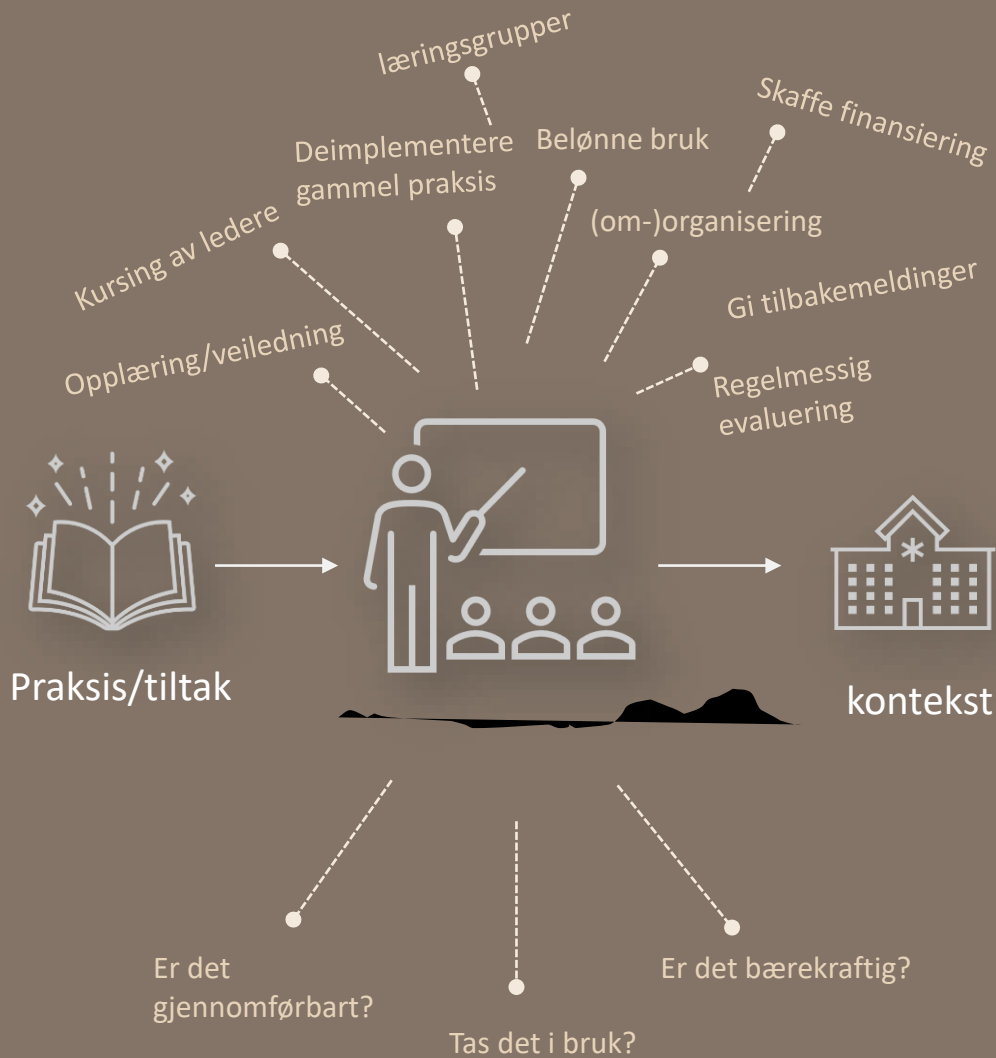 læringsgrupper
Skaffe finansiering
Deimplementere
gammel praksis
Belønne bruk
(om-)organisering
Kursing av ledere
Gi tilbakemeldinger
Opplæring/veiledning
Regelmessig
evaluering
Praksis/tiltak
kontekst
Er det
gjennomførbart?
Er det bærekraftig?
Tas det i bruk?